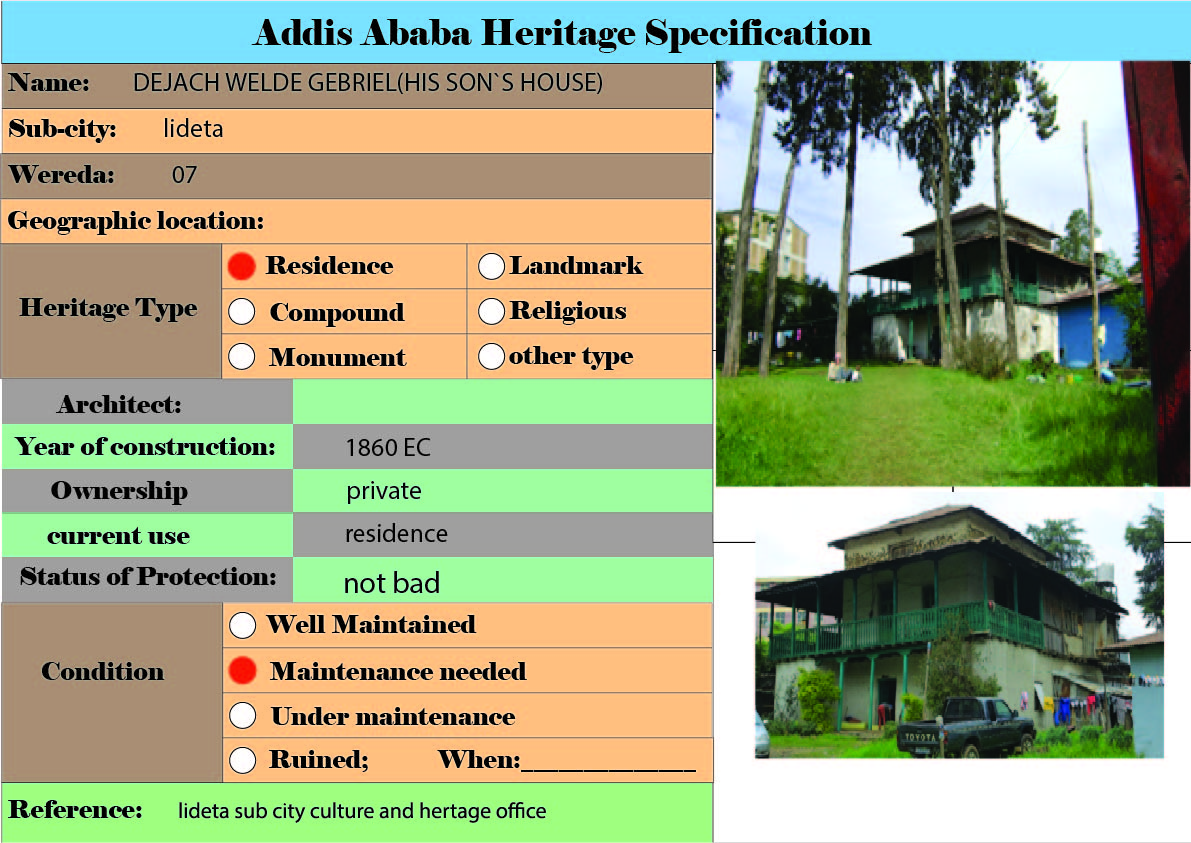 Addis Ababa Heritage Specification
Name: DEJACH WELDE GEBRIEL(HIS SON`S HOUSE)
Sub-city: lideta
Wereda: 07
Geographic location:
Heritage Type
Residence
Landmark
Compound
Religious
Monument
other type
Architect:
Year of construction: 1860 EC
Ownership private
current use residence
Status of Protection: not bad
Condition
Well Maintained
Maintenance needed
Under maintenance
Ruined; When:________________
Reference: lideta sub city culture and hertage office
TOYOTA